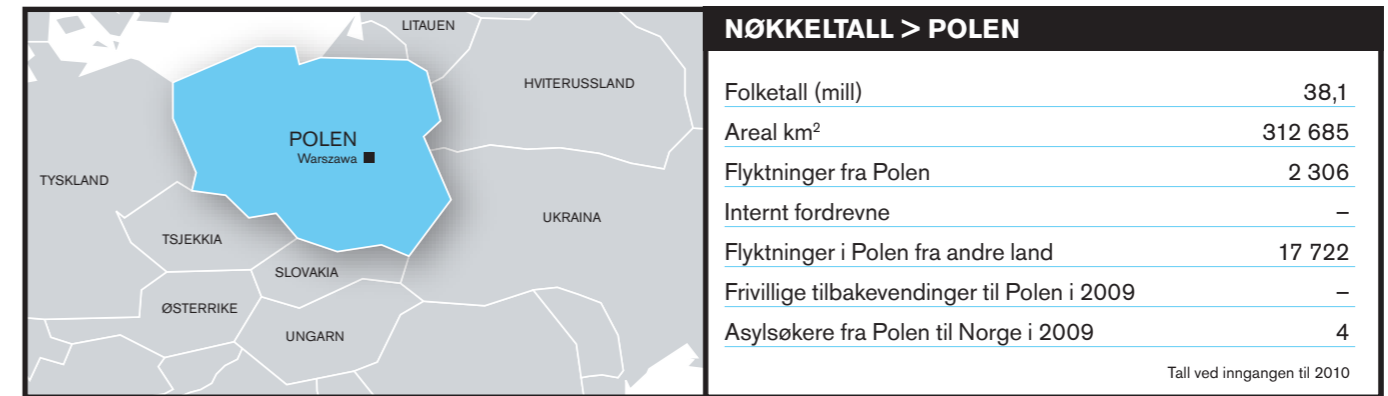 LITAUEN
HVITERUSSLAND
POLEN
Warszawa
TYSKLAND
UKRAINA
TSJEKKIA
SLOVAKIA
ØSTERRIKE
UNGARN
NØKKELTALL > POLEN
Folketall (mill) 38,1
Areal km² 312 685
Flyktninger fra Polen 2 306
Internt fordrevne –
Flyktninger i Polen fra andre land 17 722
Frivillige tilbakevendinger til Polen i 2009 –
Asylsøkere fra Polen til Norge i 2009 4
Tall ved inngangen til 2010